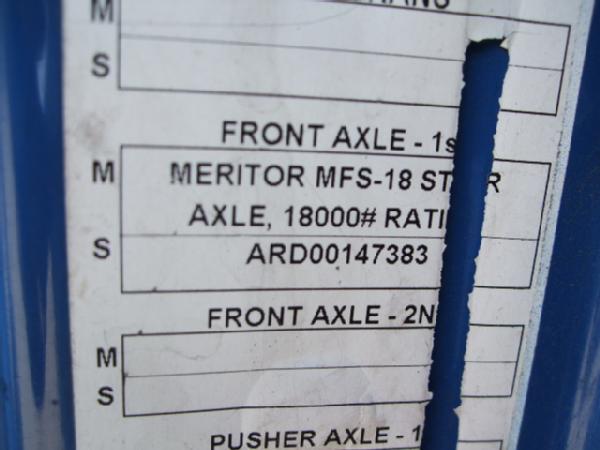 M
S
FRONT AXLE - 1s
M MERITOR MFS-18 ST R
AXLE, 18000# RATI
S ARD00147383
FRONT AXLE - 2N
M
S
PUSHER AXLE - 1